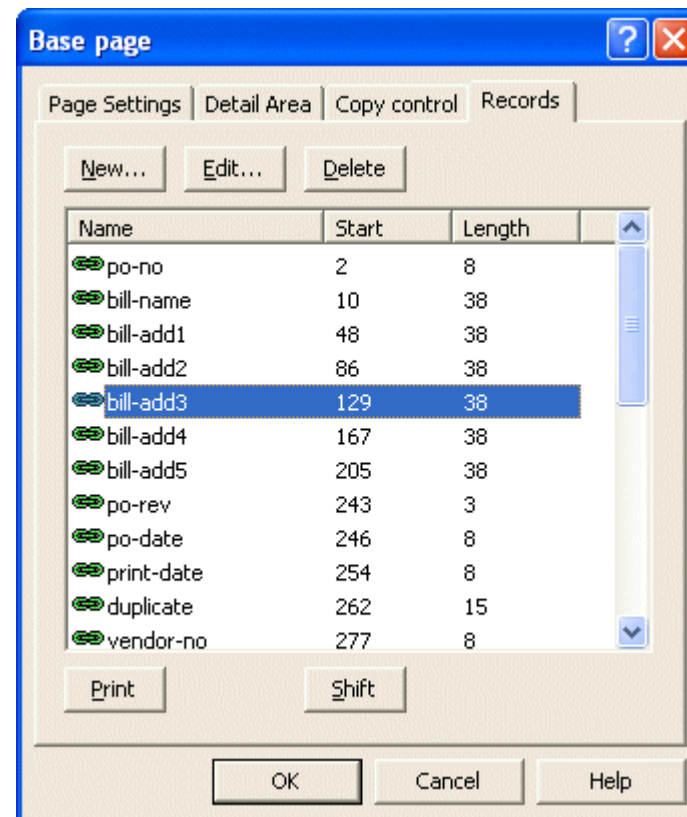 Base page
Page Settings Detail Area Copy control Records
New... Edit... Delete
Name Start Length
po-no 2 8
bill-name 10 38
bill-add1 48 38
bill-add2 86 38
bill-add3 129 38
bill-add4 167 38
bill-add5 205 38
po-rev 243 3
po-date 246 8
print-date 254 8
duplicate 262 15
vendor-no 277 8
Print Shift
OK Cancel Help